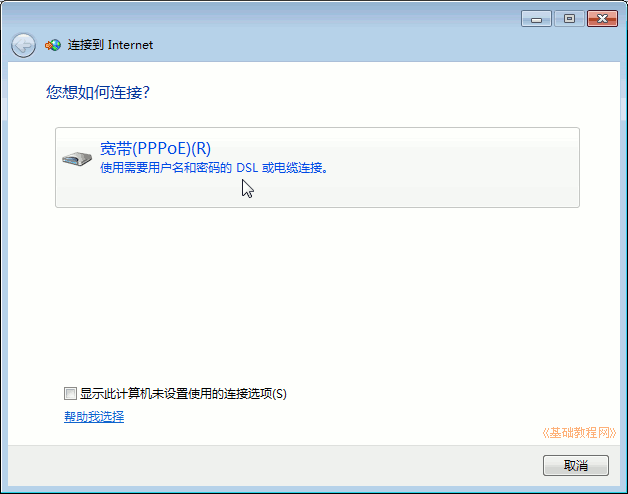 连接到 Internet
您想如何连接?
宽带(PPPoE)(R)
使用需要用户名和密码的 DSL 或电缆连接。
显示此计算机未设置使用的连接选项(S)
帮助我选择
《基础教程网》
取消